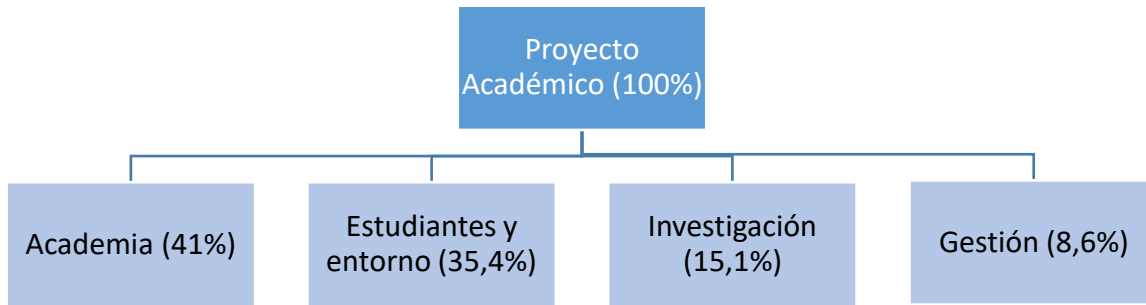 Proyecto
Académico (100%)
Academia (41%)
Estudiantes y
entorno (35,4%)
Investigación
(15,1%)
Gestión (8,6%)